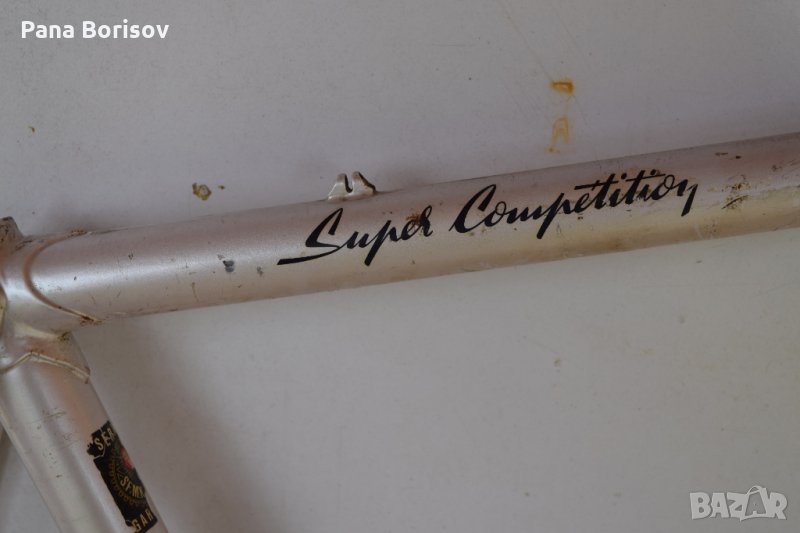 Pana Borisov
Super Competition
BAZAR